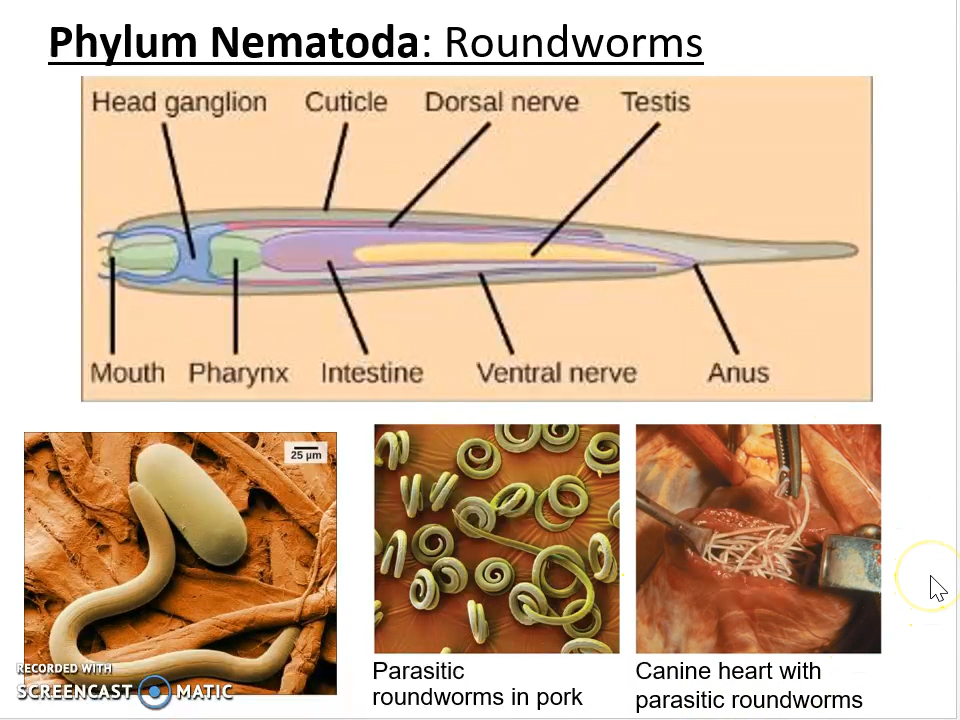 Phylum Nematoda: Roundworms
Head ganglion Cuticle Dorsal nerve Testis
Mouth Pharynx Intestine Ventral nerve Anus
25 µm
RECORDED WITH
SCREENCAST MATIC
Parasitic
roundworms in pork
Canine heart with
parasitic roundworms